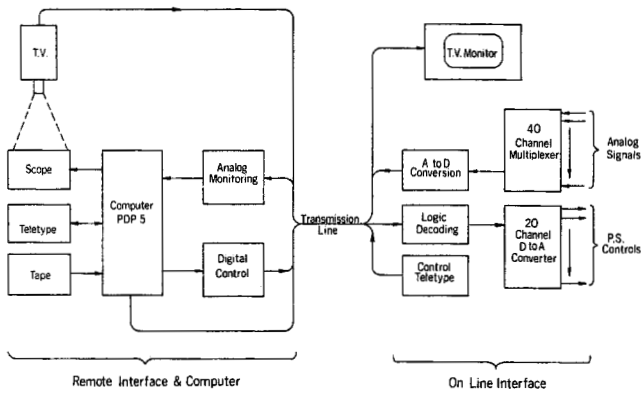 T.V.
Scope
Teletype
Tape
Computer
PDP 5
Analog
Monitoring
Digital
Control
Transmission
Line
T.V. Monitor
A to D
Conversion
40
Channel
Multiplexer
Analog
Signals
Logic
Decoding
20
Channel
D to A
Converter
P.S.
Controls
Control
Teletype
Remote Interface & Computer
On Line Interface